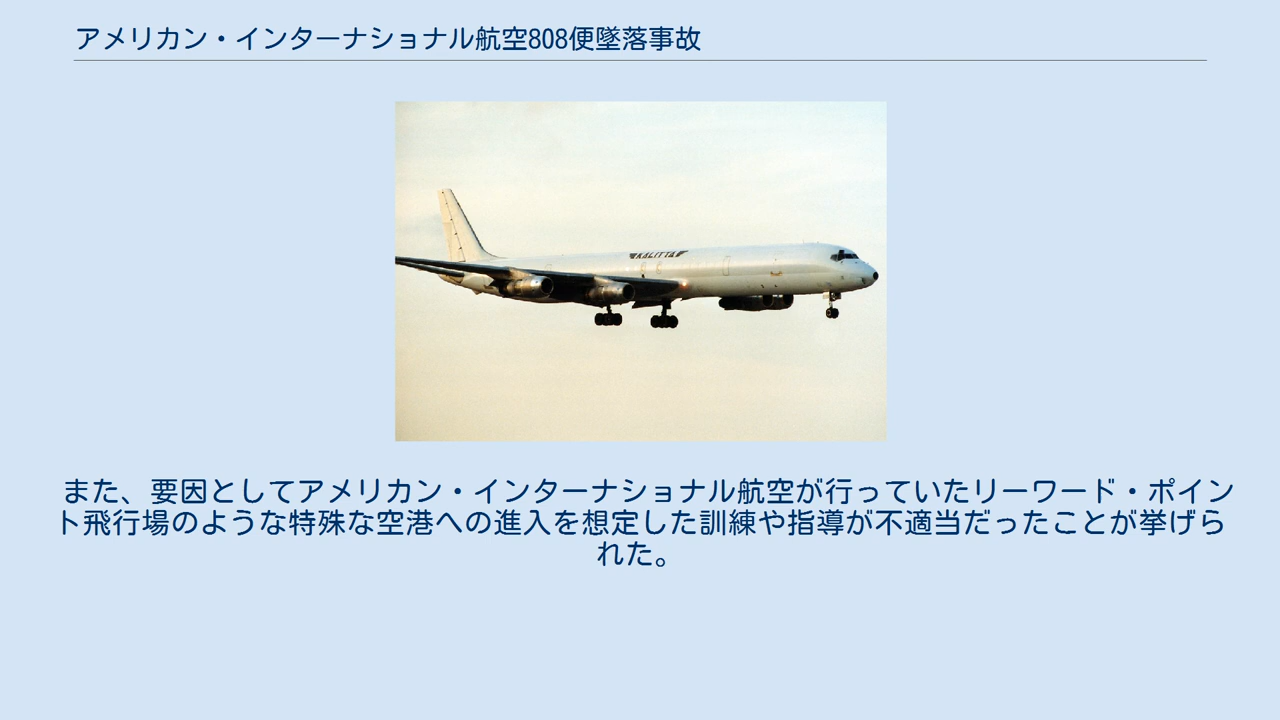 アメリカン・インターナショナル航空808便墜落事故
KALITTA
また、要因としてアメリカン・インターナショナル航空が行っていたリーワード・ポイン
ト飛行場のような特殊な空港への進入を想定した訓練や指導が不適当だったことが挙げら
れた。